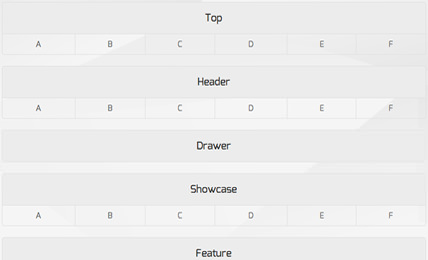 Top
A B C D E F
Header
A B C D E F
Drawer
Showcase
A B C D E F
Feature